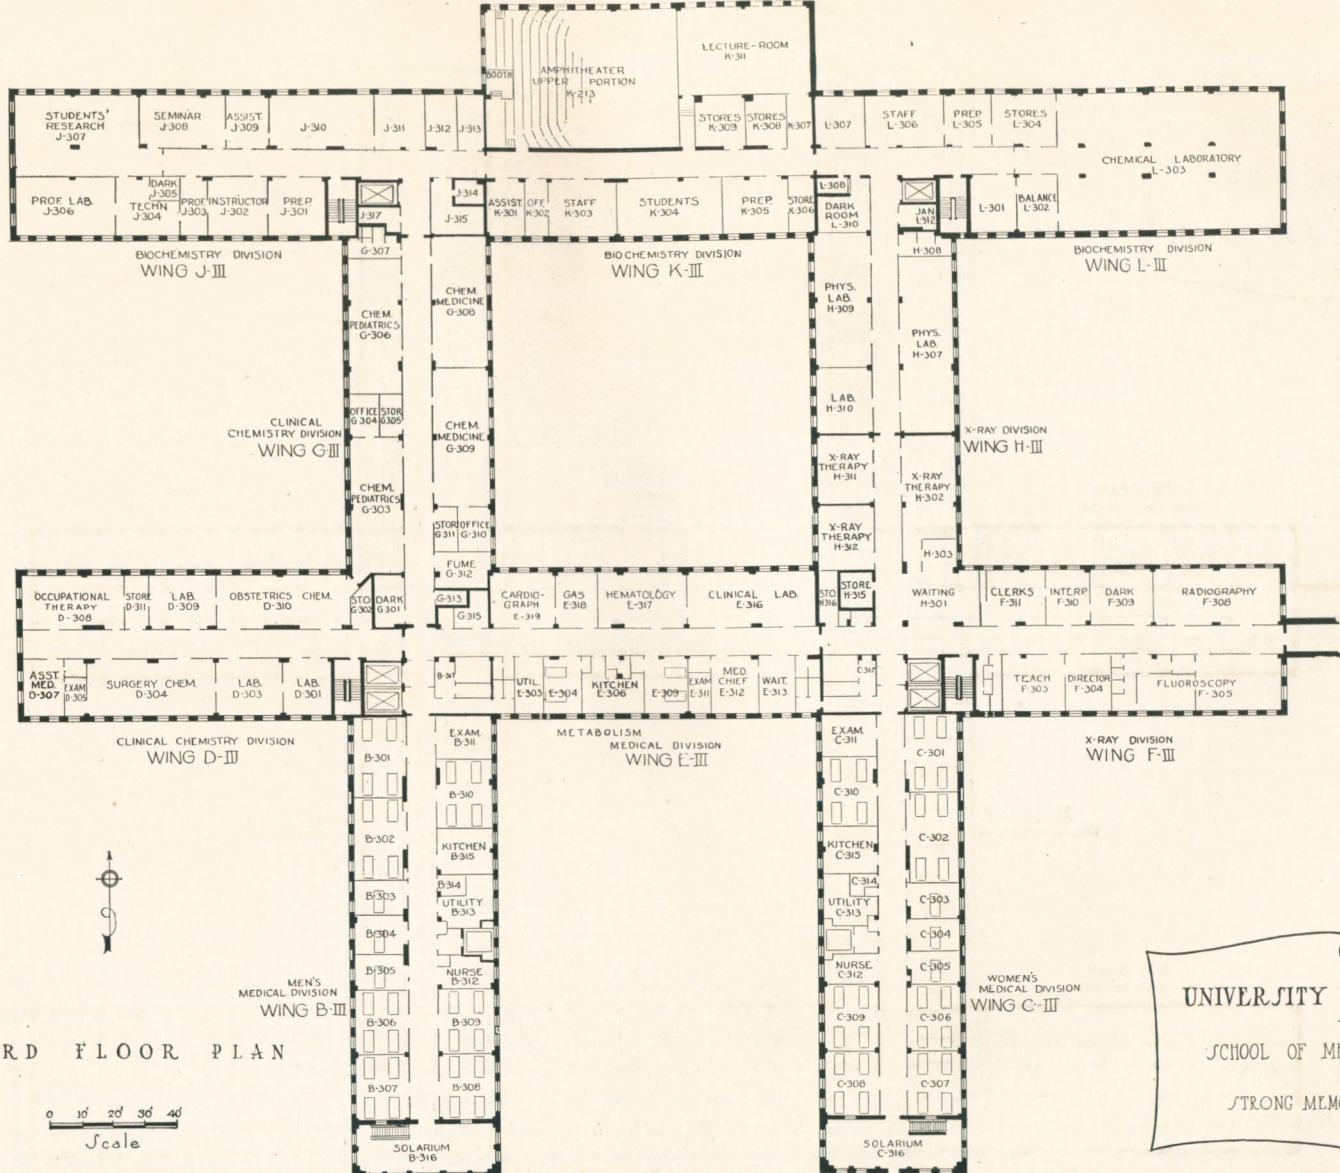 LECTURE-ROOM
K-311
BOOTH
AMPHITHEATER
UPPER PORTION
K-213
STORES
K-309
STORES
K-308
K-307
STUDENTS'
RESEARCH
J-307
SEMINAR
J-308
ASSIST.
J-309
J-310
J-311
J-312
J-313
L-307
STAFF
L-306
PREP
L-305
STORES
L-304
CHEMICAL LABORATORY
L-303
PROF. LAB.
J-306
TECH'N
J-304
DARK
J-305
PROF.
J-303
INSTRUCTOR
J-302
PREP.
J-301
J-317
J-314
J-315
ASSIST.
K-301
OFF.
K-302
STAFF
K-303
STUDENTS
K-304
PREP.
K-305
STORE
K-306
L-308
DARK
ROOM
L-310
JAN
L-312
L-301
BALANCE
L-302
BIOCHEMISTRY DIVISION
WING J-III
BIOCHEMISTRY DIVISION
WING K-III
BIOCHEMISTRY DIVISION
WING L-III
G-307
CHEM.
PEDIATRICS
G-306
CHEM.
MEDICINE
G-308
OFFICE
G-304
STOR
G-305
CHEM.
MEDICINE
G-309
CHEM.
PEDIATRICS
G-303
STOR
G-311
OFFICE
G-310
FUME
G-312
CLINICAL
CHEMISTRY DIVISION
WING G-III
H-308
PHYS.
LAB.
H-309
PHYS.
LAB.
H-307
LAB.
H-310
X-RAY
THERAPY
H-311
X-RAY
THERAPY
H-302
X-RAY
THERAPY
H-312
H-303
X-RAY DIVISION
WING H-III
OCCUPATIONAL
THERAPY
D-308
STORE
D-311
LAB.
D-309
OBSTETRICS CHEM.
D-310
STO.
G-302
DARK
G-301
G-313
G-315
CARDIO-
GRAPH
E-319
GAS
E-318
HEMATOLOGY
E-317
CLINICAL LAB.
E-316
STO.
H-316
STORE
H-315
WAITING
H-301
CLERKS
F-311
INTERP.
F-310
DARK
F-309
RADIOGRAPHY
F-308
ASST.
MED.
D-307
EXAM
D-305
SURGERY CHEM.
D-304
LAB.
D-303
LAB.
D-301
B-317
UTIL.
E-303
E-304
KITCHEN
E-306
E-309
EXAM
E-311
MED
CHIEF
E-312
WAIT.
E-313
C-317
TEACH
F-303
DIRECTOR
F-304
FLUOROSCOPY
F-305
CLINICAL CHEMISTRY DIVISION
WING D-III
METABOLISM
MEDICAL DIVISION
WING E-III
X-RAY DIVISION
WING F-III
B-301
EXAM.
B-311
B-310
B-302
KITCHEN
B-315
B-314
B-303
UTILITY
B-313
B-304
B-305
NURSE
B-312
B-306
B-309
B-307
B-308
SOLARIUM
B-316
MEN'S
MEDICAL DIVISION
WING B-III
EXAM.
C-311
C-301
C-310
C-302
KITCHEN
C-315
C-314
C-303
UTILITY
C-313
C-304
C-305
NURSE
C-312
C-309
C-306
C-308
C-307
SOLARIUM
C-316
WOMEN'S
MEDICAL DIVISION
WING C-III
RD FLOOR PLAN
0 10' 20' 30' 40'
Scale
UNIVERSITY
SCHOOL OF
STRONG